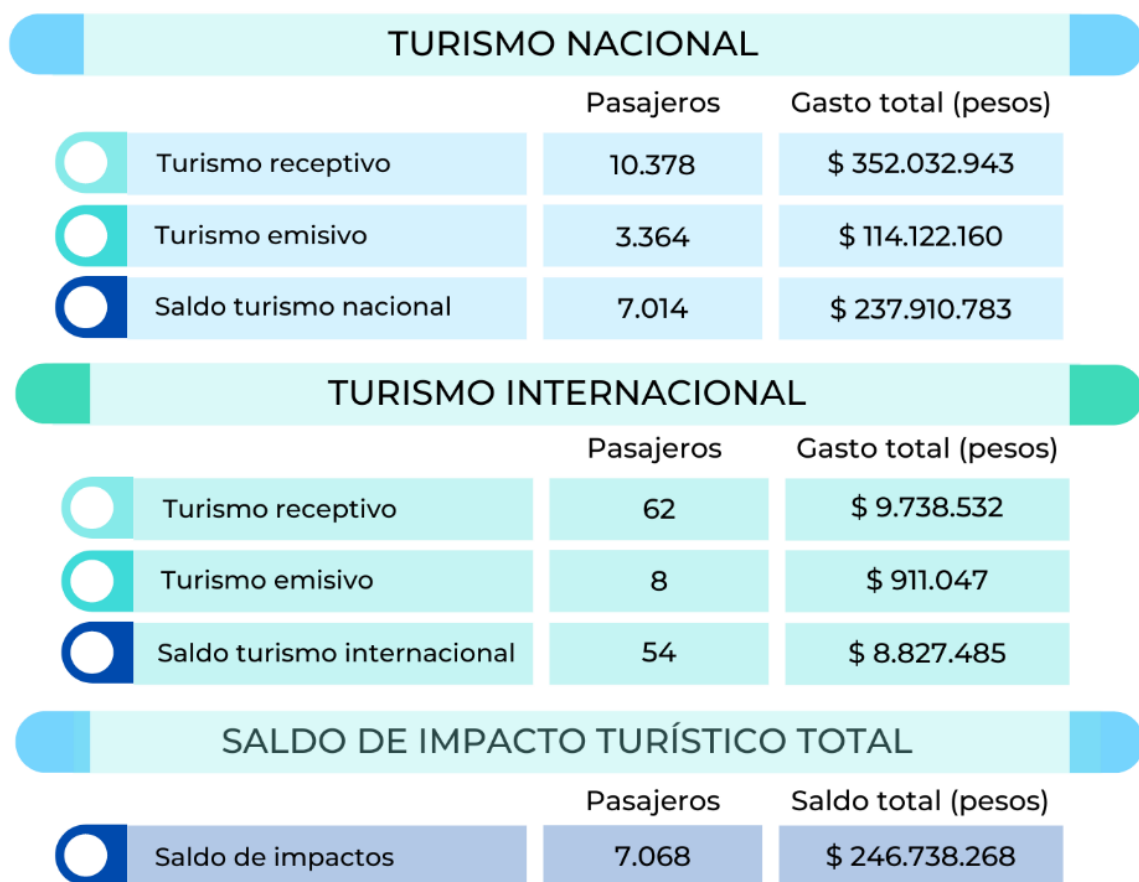 TURISMO NACIONAL
Pasajeros Gasto total (pesos)
Turismo receptivo 10.378 $ 352.032.943
Turismo emisivo 3.364 $ 114.122.160
Saldo turismo nacional 7.014 $ 237.910.783
TURISMO INTERNACIONAL
Pasajeros Gasto total (pesos)
Turismo receptivo 62 $ 9.738.532
Turismo emisivo 8 $ 911.047
Saldo turismo internacional 54 $ 8.827.485
SALDO DE IMPACTO TURÍSTICO TOTAL
Pasajeros Saldo total (pesos)
Saldo de impactos 7.068 $ 246.738.268